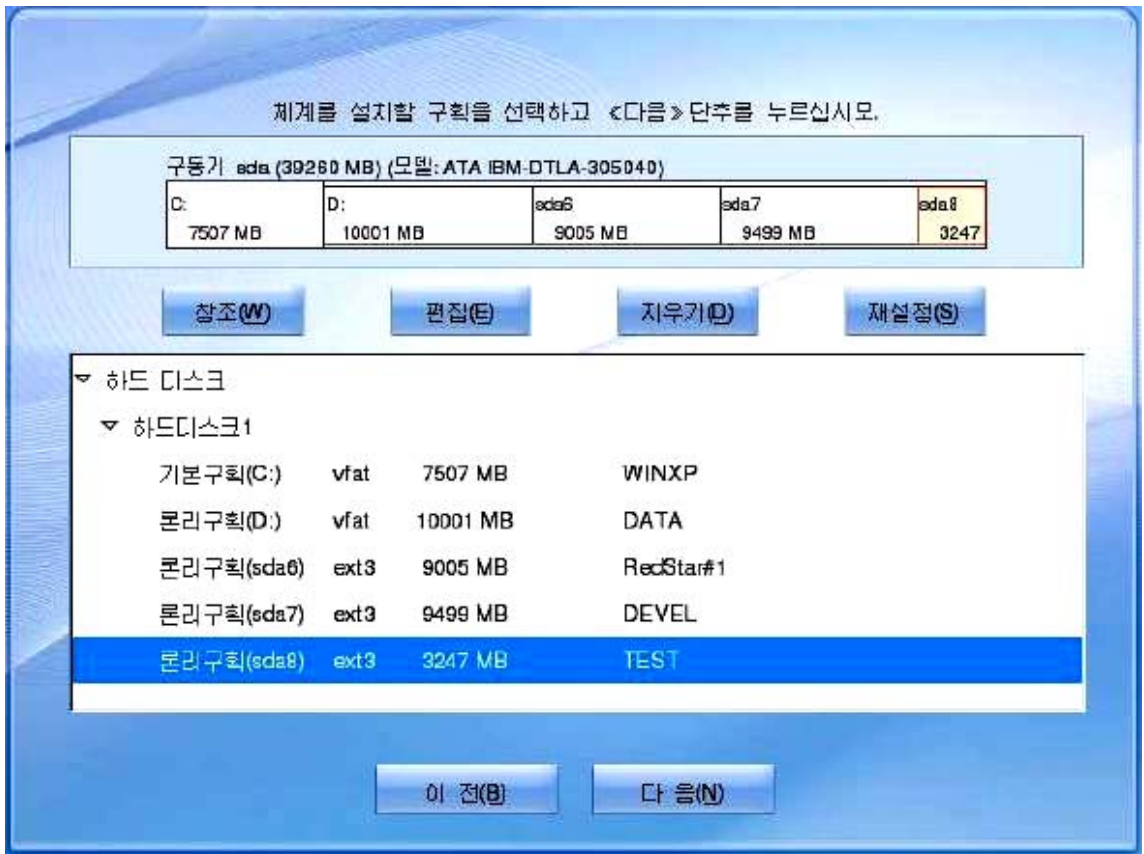 체계를 설치할 구획을 선택하고 《다음》단추를 누르십시오.
구동기 sda (39260 MB) (모델: ATA IBM-DTLA-305040)
C: D: sda6 sda7 sda8
7507 MB 10001 MB 9005 MB 9499 MB 3247
창조(W) 편집(E) 지우기(D) 재설정(S)
하드 디스크
하드디스크1
기본구획(C:) vfat 7507 MB WINXP
론리구획(D:) vfat 10001 MB DATA
론리구획(sda6) ext3 9005 MB RedStar#1
론리구획(sda7) ext3 9499 MB DEVEL
론리구획(sda8) ext3 3247 MB TEST
이 전(B) 다 음(N)